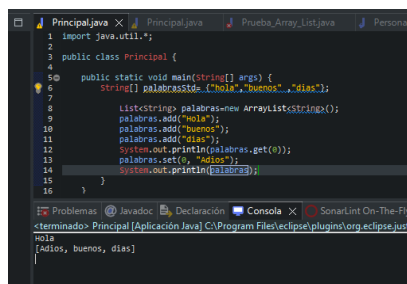 Principal.java Principal.java Prueba_Array_List.java Persona
1 import java.util.*;
2
3 public class Principal {
4
5 public static void main(String[] args) {
6 String[] palabrasStd= {"hola","buenos" ,"dias"};
7
8 List<String> palabras=new ArrayList<String>();
9 palabras.add("Hola");
10 palabras.add("buenos");
11 palabras.add("dias");
12 System.out.println(palabras.get(0));
13 palabras.set(0, "Adios");
14 System.out.println(palabras);
15 }
16 }
Problemas Javadoc Declaración Consola SonarLint On-The-Fly
<terminado> Principal [Aplicación Java] C:\Program Files\eclipse\plugins\org.eclipse.jus
Hola
[Adios, buenos, dias]